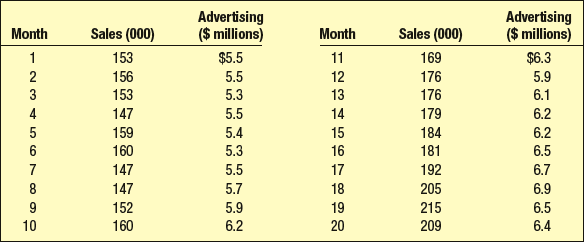 Month Sales (000) Advertising ($ millions) Month Sales (000) Advertising ($ millions)
1 153 $5.5 11 169 $6.3
2 156 5.5 12 176 5.9
3 153 5.3 13 176 6.1
4 147 5.5 14 179 6.2
5 159 5.4 15 184 6.2
6 160 5.3 16 181 6.5
7 147 5.5 17 192 6.7
8 147 5.7 18 205 6.9
9 152 5.9 19 215 6.5
10 160 6.2 20 209 6.4